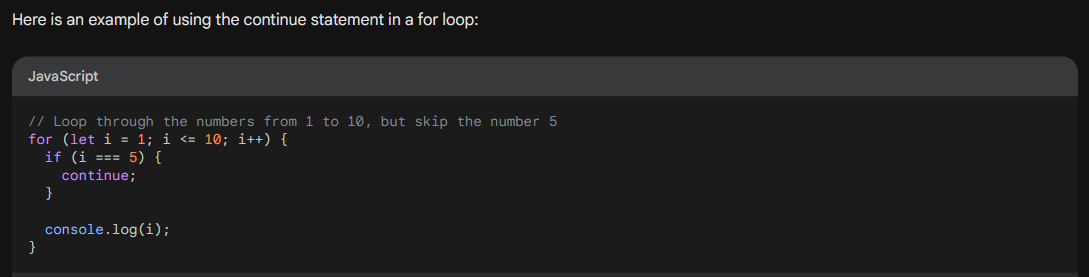 Here is an example of using the continue statement in a for loop:
JavaScript
// Loop through the numbers from 1 to 10, but skip the number 5
for (let i = 1; i <= 10; i++) {
  if (i === 5) {
    continue;
  }

  console.log(i);
}